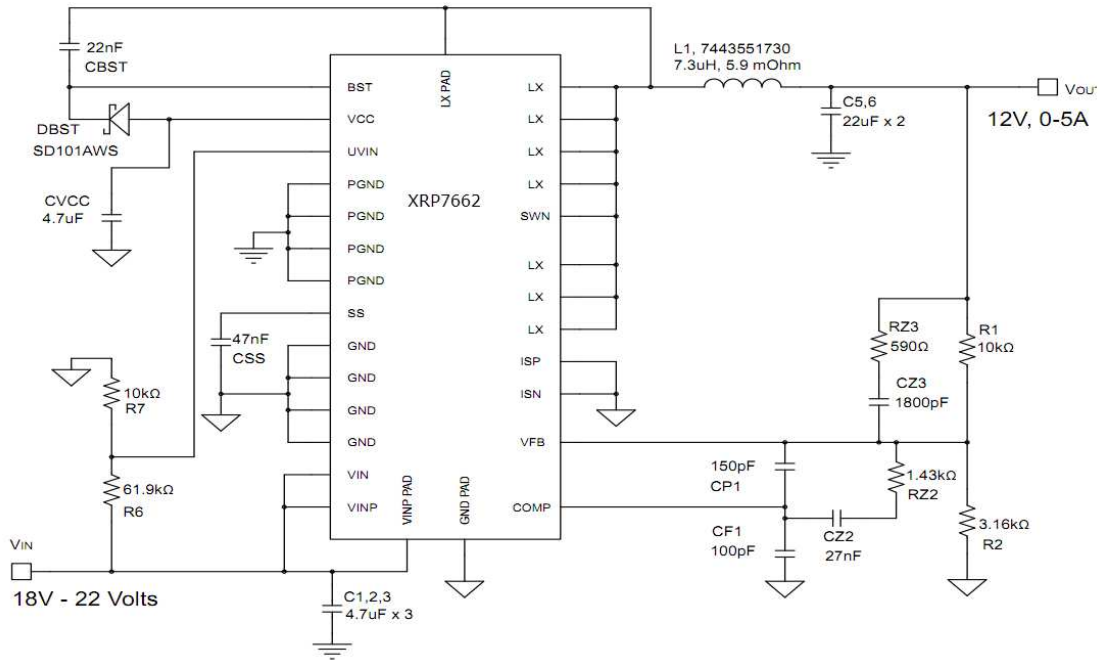 22nF
CBST
DBST
SD101AWS
CVCC
4.7uF
47nF
CSS
10kΩ
R7
61.9kΩ
R6
VIN
18V - 22 Volts
C1,2,3
4.7uF x 3
BST
VCC
UVIN
PGND
PGND
PGND
PGND
SS
GND
GND
GND
GND
VIN
VINP
LX PAD
XRP7662
VINP PAD
GND PAD
LX
LX
LX
LX
SWN
LX
LX
LX
ISP
ISN
VFB
COMP
L1, 7443551730
7.3uH, 5.9 mOhm
C5,6
22uF x 2
VOUT
12V, 0-5A
RZ3
590Ω
CZ3
1800pF
R1
10kΩ
150pF
CP1
1.43kΩ
RZ2
CF1
100pF
CZ2
27nF
3.16kΩ
R2